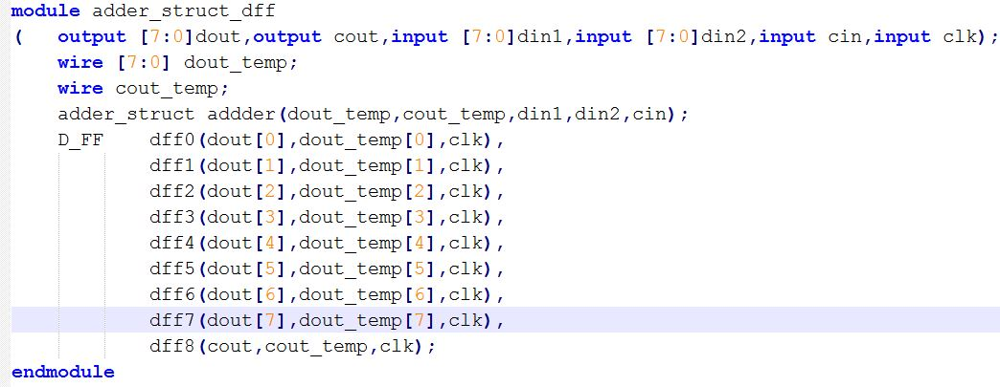 module adder_struct_dff
(   output [7:0]dout,output cout,input [7:0]din1,input [7:0]din2,input cin,input clk);
    wire [7:0] dout_temp;
    wire cout_temp;
    adder_struct addder(dout_temp,cout_temp,din1,din2,cin);
    D_FF    dff0(dout[0],dout_temp[0],clk),
            dff1(dout[1],dout_temp[1],clk),
            dff2(dout[2],dout_temp[2],clk),
            dff3(dout[3],dout_temp[3],clk),
            dff4(dout[4],dout_temp[4],clk),
            dff5(dout[5],dout_temp[5],clk),
            dff6(dout[6],dout_temp[6],clk),
            dff7(dout[7],dout_temp[7],clk),
            dff8(cout,cout_temp,clk);
endmodule